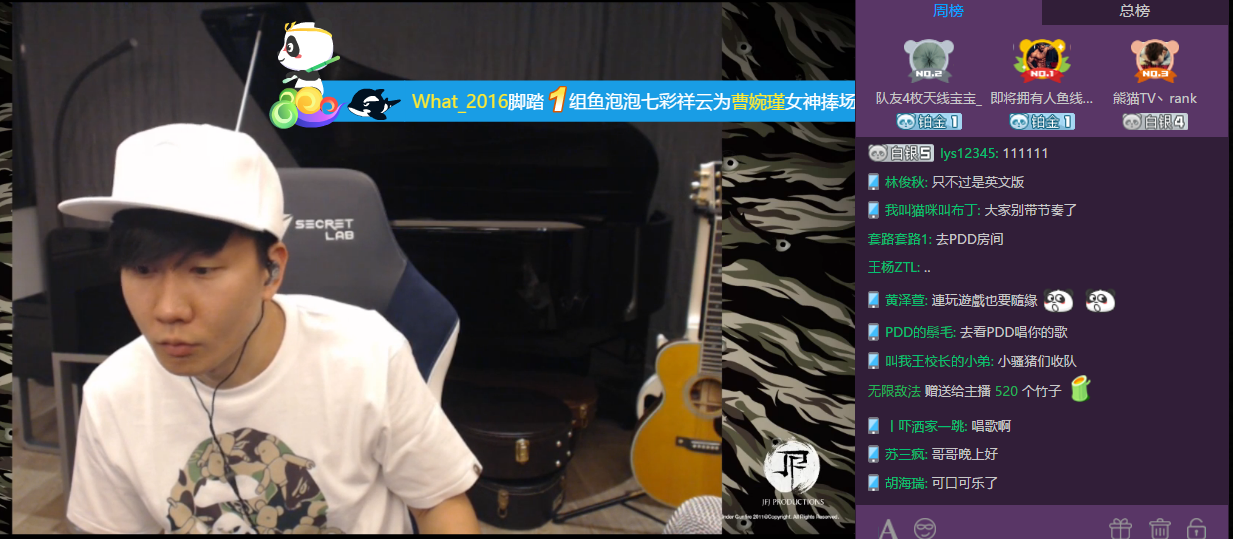 What_2016脚踏1组鱼泡泡七彩祥云为曹婉瑾女神捧场
SECRET
LAB
JFJ PRODUCTIONS
Under Gunfire 2011©Copyright. All Rights Reserved.
周榜 总榜
NO.2 NO.1 NO.3
队友4枚天线宝宝_ 即将拥有人鱼线... 熊猫TV丶rank
铂金 1 铂金 1 白银 4
白银 5 lys12345: 111111
林俊秋: 只不过是英文版
我叫猫咪叫布丁: 大家别带节奏了
套路套路1: 去PDD房间
王杨ZTL: ..
黄泽萱: 連玩遊戲也要隨緣
PDD的鬍毛: 去看PDD唱你的歌
叫我王校长的小弟: 小骚猪们收队
无限敌法 赠送给主播 520 个竹子
丨吓洒家一跳: 唱歌啊
苏三疯: 哥哥晚上好
胡海瑞: 可口可乐了
A